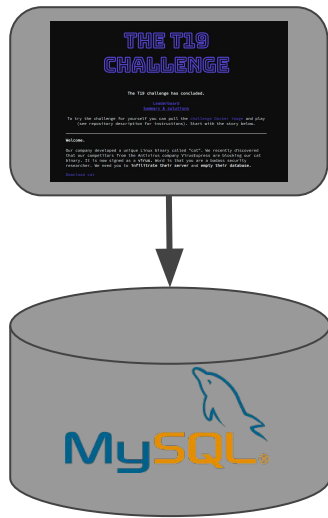 THE T19
CHALLENGE
The T19 challenge has concluded.
Leaderboard
Summary & solutions
To try the challenge for yourself you can pull the challenge Docker image and play
(see repository description for instructions). Start with the story below.
Welcome.
Our company developed a unique Linux binary called "cat". We recently discovered
that our competitors from the Antivirus company VirusExpress are blocking our cat
binary. It is now signed as a virus. Word is that you are a badass security
researcher. We need you to infiltrate their server and empty their database.
Download cat
MySQL